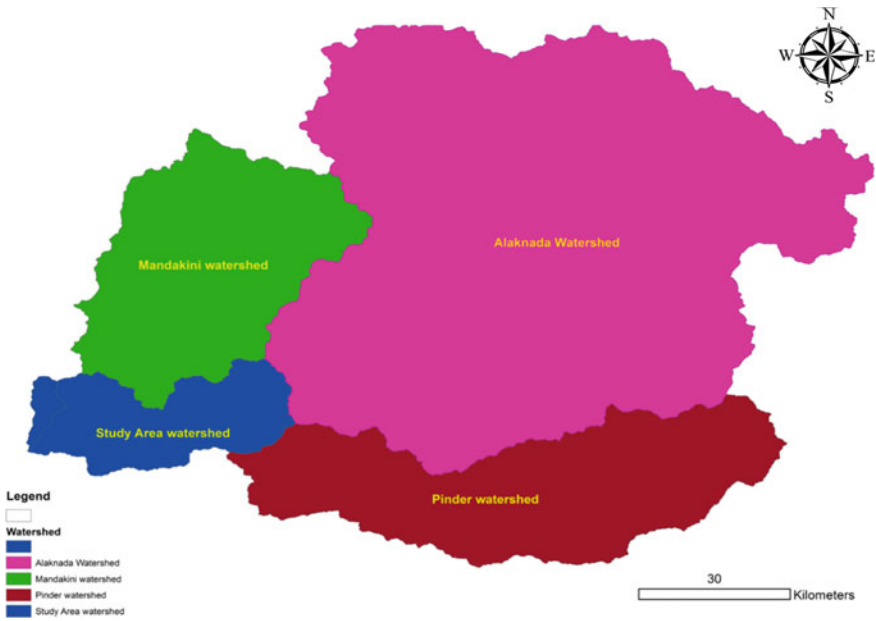 N
W E
S
Alaknada Watershed
Mandakini watershed
Study Area watershed
Pinder watershed
Legend
Watershed
Alaknada Watershed
Mandakini watershed
Pinder watershed
Study Area watershed
30
Kilometers